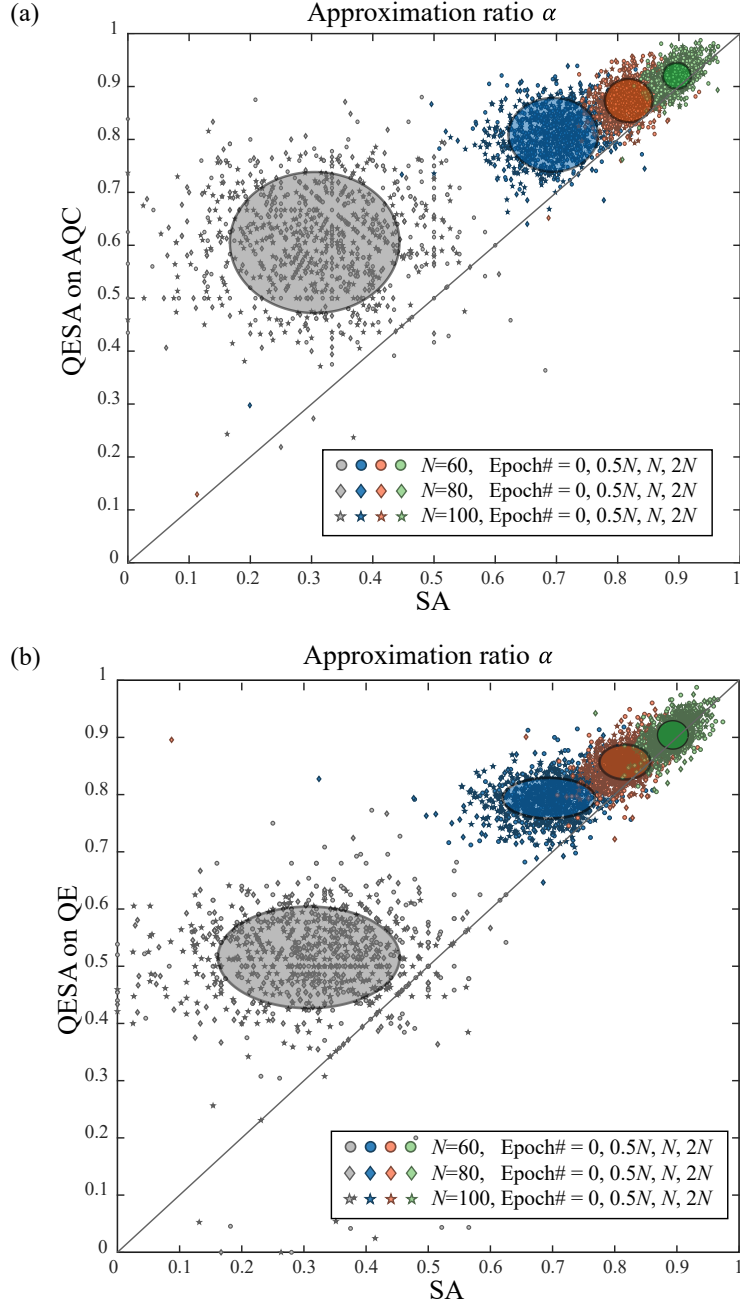 (a)
Approximation ratio α
1
0.9
0.8
0.7
0.6
0.5
0.4
0.3
0.2
0.1
0
QESA on AQC
N=60, Epoch# = 0, 0.5N, N, 2N
N=80, Epoch# = 0, 0.5N, N, 2N
N=100, Epoch# = 0, 0.5N, N, 2N
0 0.1 0.2 0.3 0.4 0.5 0.6 0.7 0.8 0.9 1
SA
(b)
Approximation ratio α
1
0.9
0.8
0.7
0.6
0.5
0.4
0.3
0.2
0.1
0
QESA on QE
N=60, Epoch# = 0, 0.5N, N, 2N
N=80, Epoch# = 0, 0.5N, N, 2N
N=100, Epoch# = 0, 0.5N, N, 2N
0 0.1 0.2 0.3 0.4 0.5 0.6 0.7 0.8 0.9 1
SA